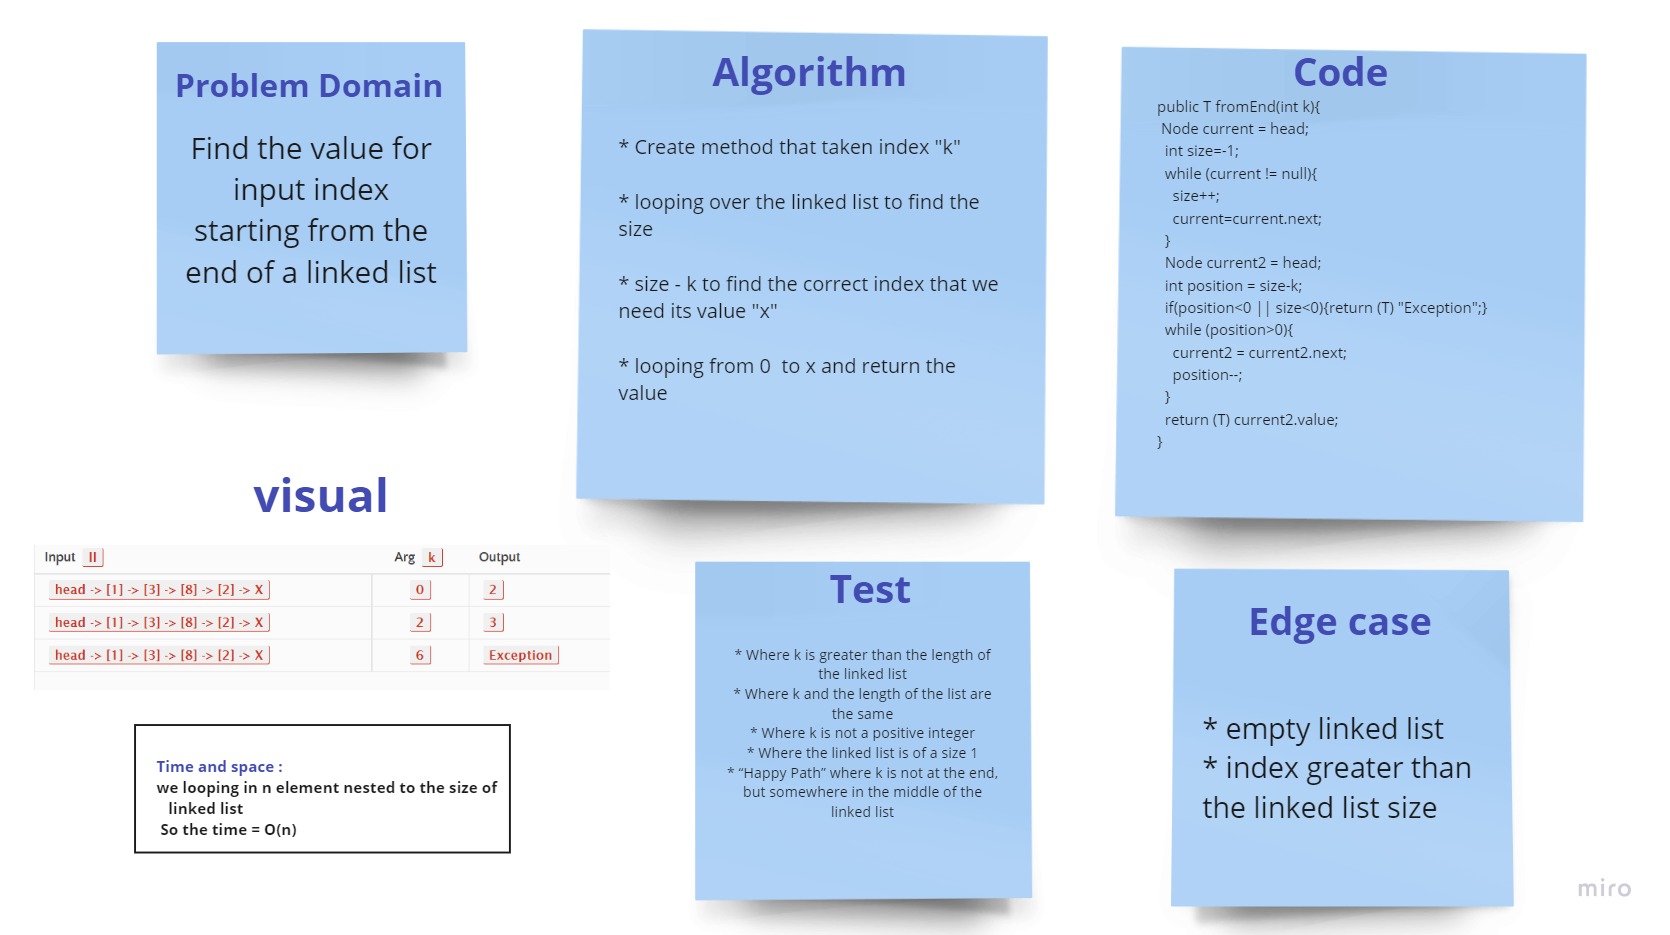 Problem Domain
Find the value for
input index
starting from the
end of a linked list
Algorithm
* Create method that taken index "k"
* looping over the linked list to find the
size
* size - k to find the correct index that we
need its value "x"
* looping from 0  to x and return the
value
Code
public T fromEnd(int k){
Node current = head;
int size=-1;
while (current != null){
size++;
current=current.next;
}
Node current2 = head;
int position = size-k;
if(position<0 || size<0){return (T) "Exception";}
while (position>0){
current2 = current2.next;
position--;
}
return (T) current2.value;
}
visual
Input ll Arg k Output
head -> [1] -> [3] -> [8] -> [2] -> X 0 2
head -> [1] -> [3] -> [8] -> [2] -> X 2 3
head -> [1] -> [3] -> [8] -> [2] -> X 6 Exception
Time and space :
we looping in n element nested to the size of
linked list
So the time = O(n)
Test
* Where k is greater than the length of
the linked list
* Where k and the length of the list are
the same
* Where k is not a positive integer
* Where the linked list is of a size 1
* “Happy Path” where k is not at the end,
but somewhere in the middle of the
linked list
Edge case
* empty linked list
* index greater than
the linked list size
miro